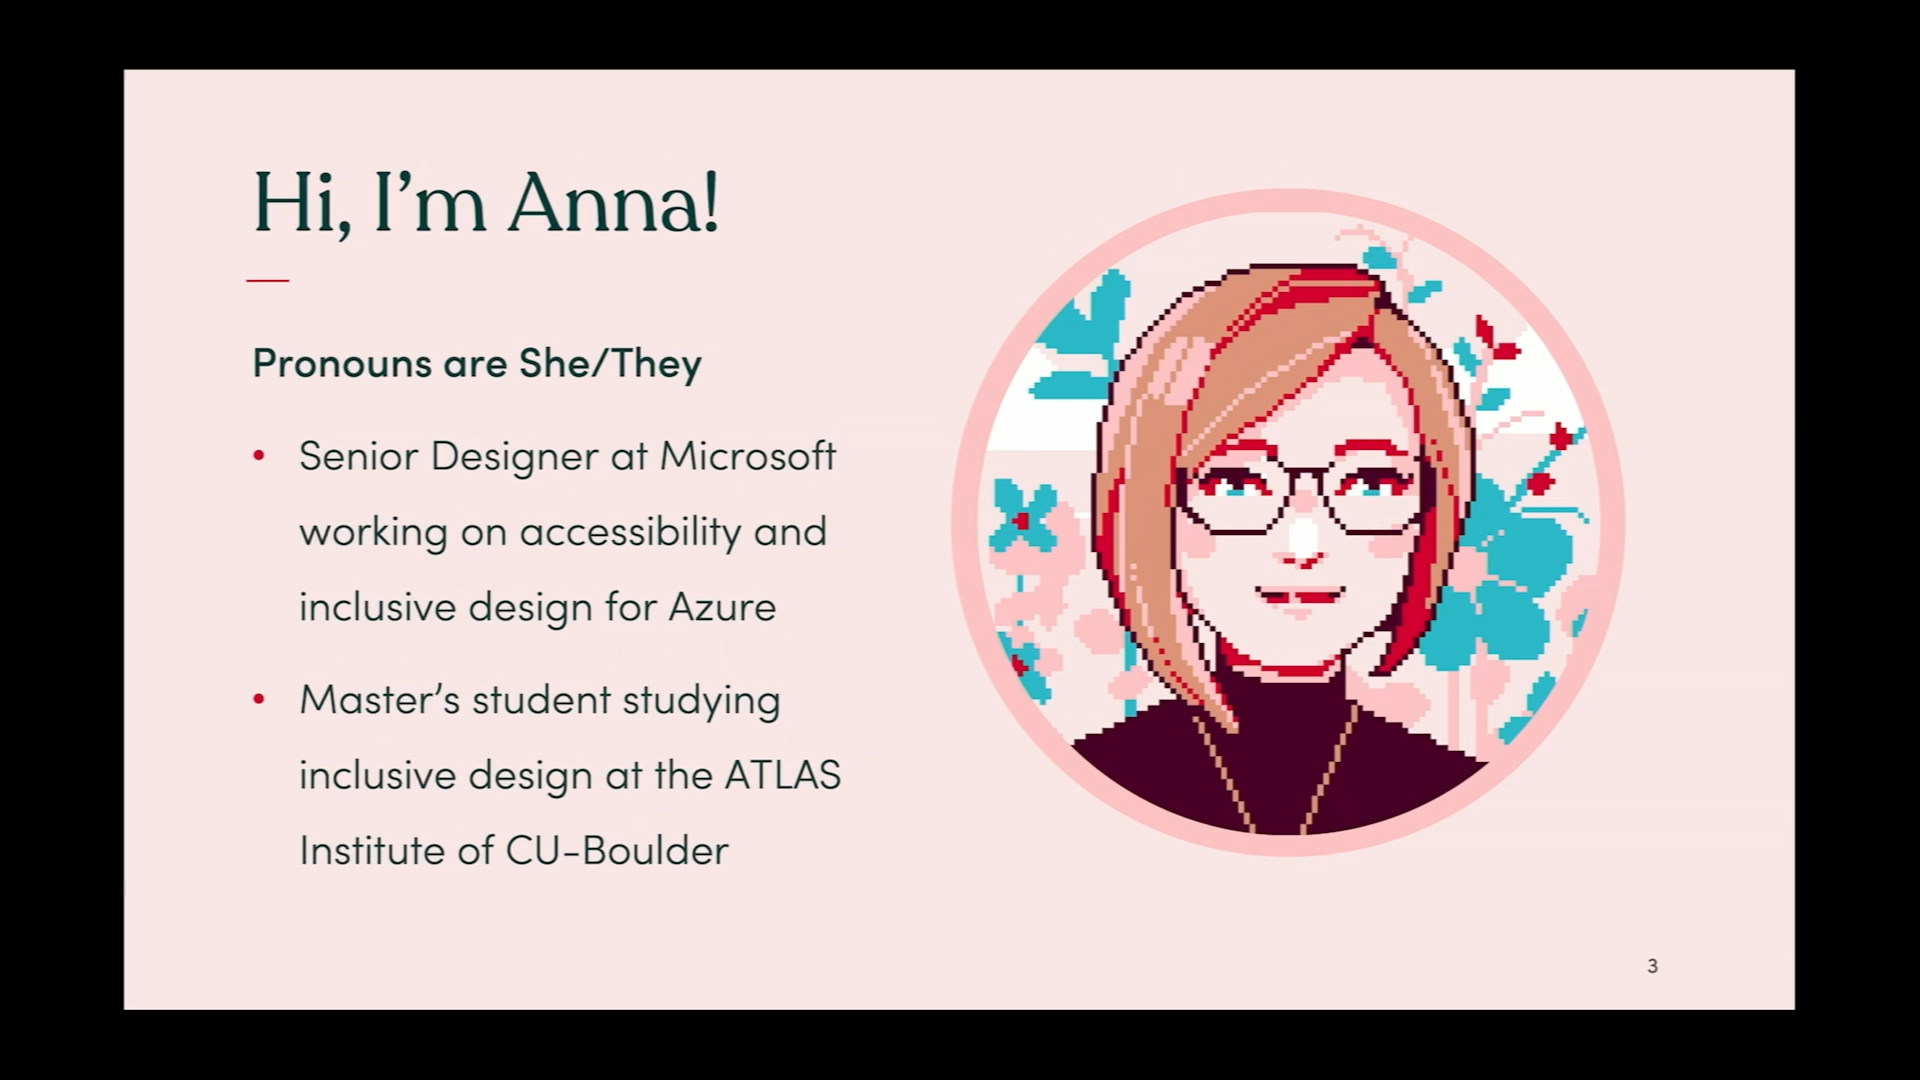 Hi, I’m Anna!
Pronouns are She/They
• Senior Designer at Microsoft
working on accessibility and
inclusive design for Azure
• Master’s student studying
inclusive design at the ATLAS
Institute of CU-Boulder
3